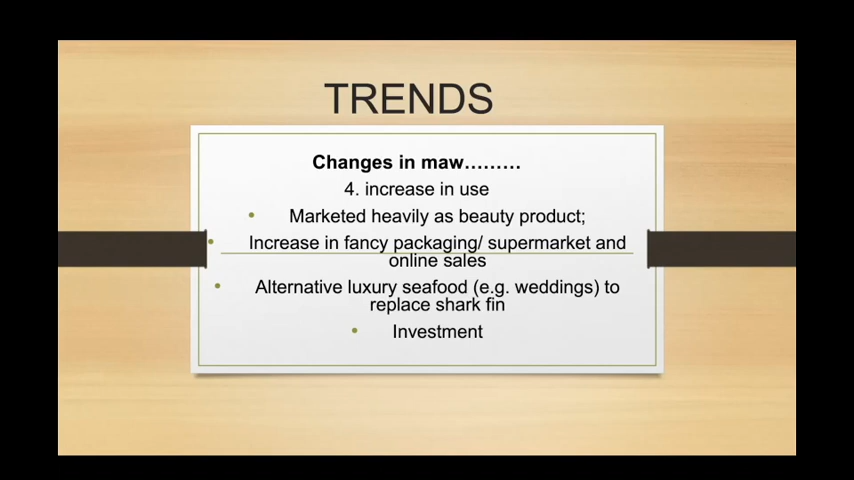 TRENDS
Changes in maw.........
4. increase in use
• Marketed heavily as beauty product;
• Increase in fancy packaging/ supermarket and
online sales
• Alternative luxury seafood (e.g. weddings) to
replace shark fin
• Investment